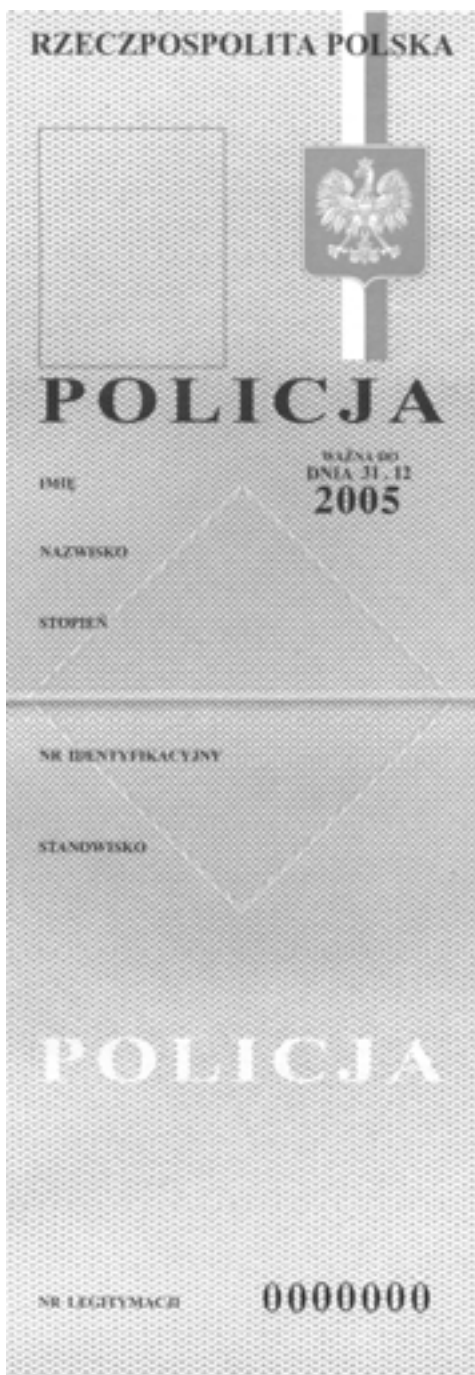 RZECZPOSPOLITA POLSKA
POLICJA
WAŻNA DO
DNIA 31.12
2005
IMIĘ
NAZWISKO
STOPIEŃ
NR IDENTYFIKACYJNY
STANOWISKO
POLICJA
NR LEGITYMACJI 0000000